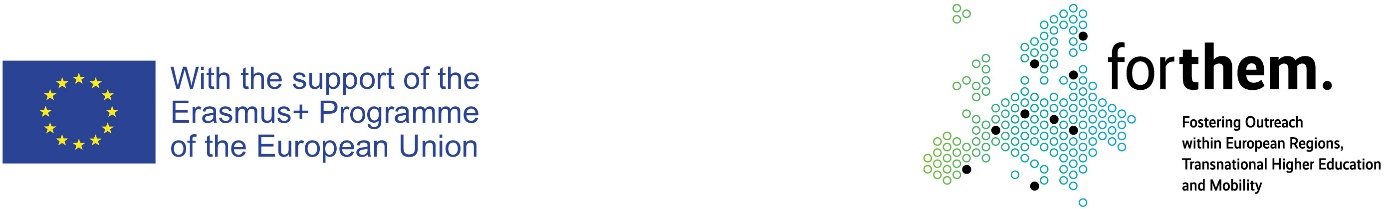 With the support of the
Erasmus+ Programme
of the European Union
forthem.
Fostering Outreach
within European Regions,
Transnational Higher Education
and Mobility